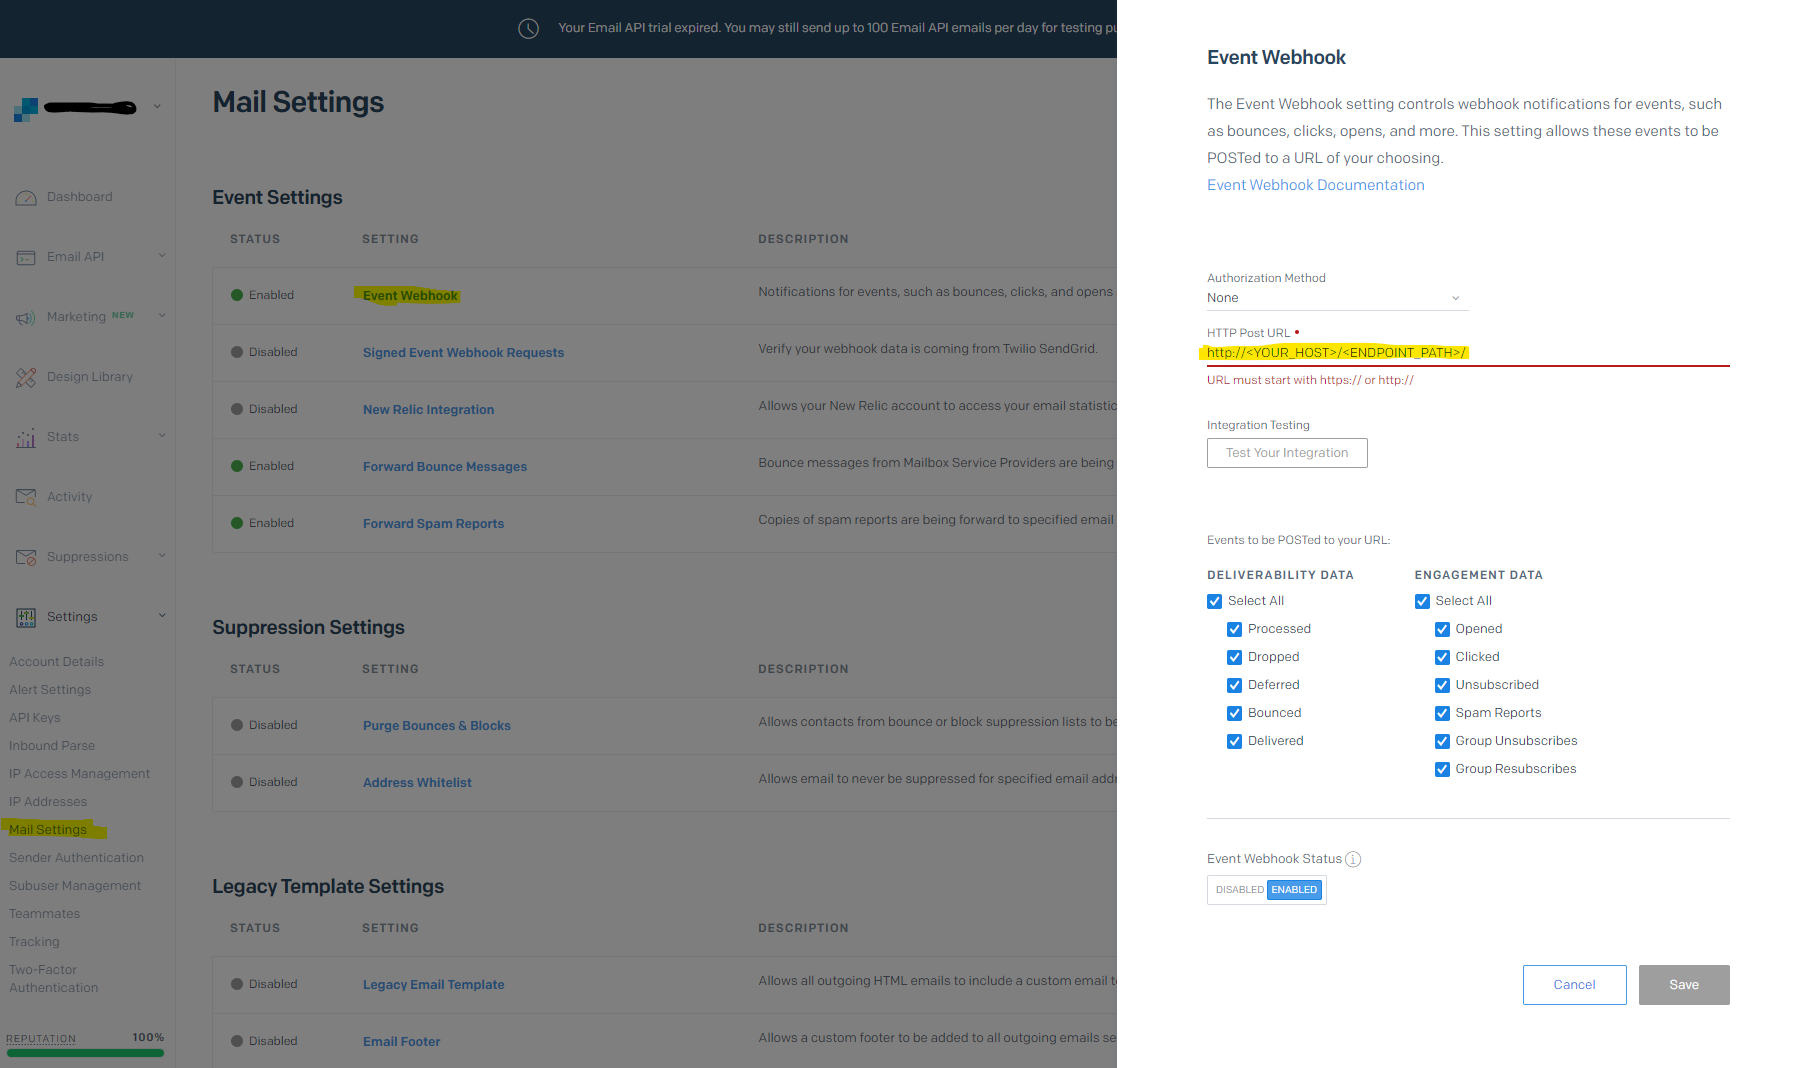 Your Email API trial expired. You may still send up to 100 Email API emails per day for testing pu
Dashboard
Email API
Marketing NEW
Design Library
Stats
Activity
Suppressions
Settings
Account Details
Alert Settings
API Keys
Inbound Parse
IP Access Management
IP Addresses
Mail Settings
Sender Authentication
Subuser Management
Teammates
Tracking
Two-Factor
Authentication
REPUTATION 100%
Mail Settings
Event Settings
STATUS SETTING DESCRIPTION
Enabled Event Webhook Notifications for events, such as bounces, clicks, and opens
Disabled Signed Event Webhook Requests Verify your webhook data is coming from Twilio SendGrid.
Disabled New Relic Integration Allows your New Relic account to access your email statistic
Enabled Forward Bounce Messages Bounce messages from Mailbox Service Providers are being
Enabled Forward Spam Reports Copies of spam reports are being forward to specified email
Suppression Settings
STATUS SETTING DESCRIPTION
Disabled Purge Bounces & Blocks Allows contacts from bounce or block suppression lists to be
Disabled Address Whitelist Allows email to never be suppressed for specified email addr
Legacy Template Settings
STATUS SETTING DESCRIPTION
Disabled Legacy Email Template Allows all outgoing HTML emails to include a custom email t
Disabled Email Footer Allows a custom footer to be added to all outgoing emails se
Event Webhook
The Event Webhook setting controls webhook notifications for events, such
as bounces, clicks, opens, and more. This setting allows these events to be
POSTed to a URL of your choosing.
Event Webhook Documentation
Authorization Method
None
HTTP Post URL •
http://<YOUR_HOST>/<ENDPOINT_PATH>/
URL must start with https:// or http://
Integration Testing
Test Your Integration
Events to be POSTed to your URL:
DELIVERABILITY DATA
Select All
Processed
Dropped
Deferred
Bounced
Delivered
ENGAGEMENT DATA
Select All
Opened
Clicked
Unsubscribed
Spam Reports
Group Unsubscribes
Group Resubscribes
Event Webhook Status
DISABLED ENABLED
Cancel Save